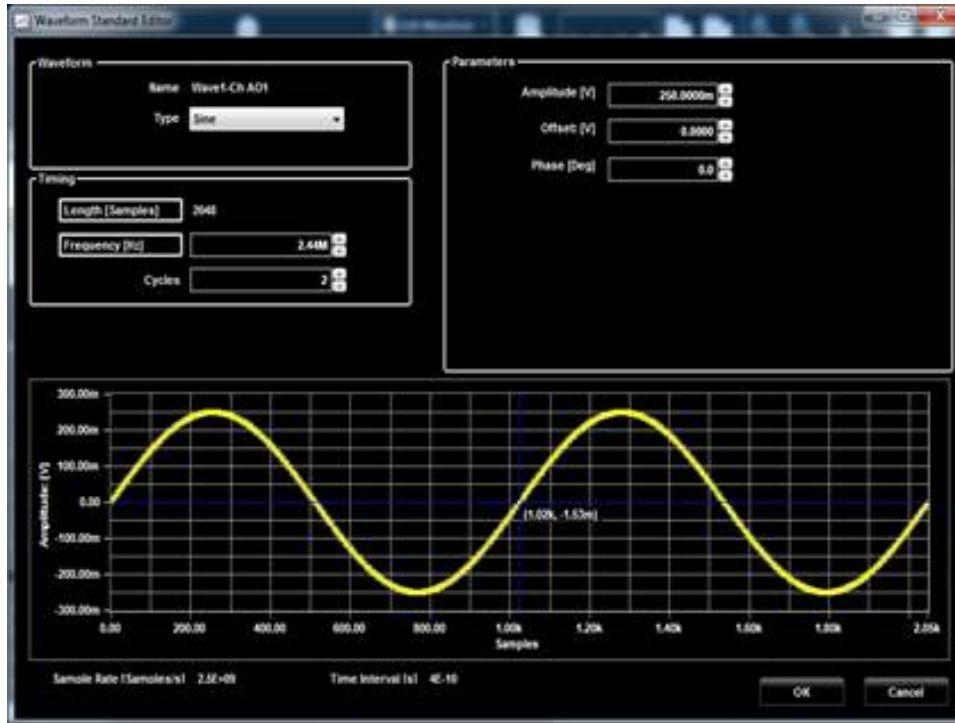 Waveform Standard Editor
Waveform
Name Wave1-Ch AO1
Type Sine
Timing
Length [Samples] 2048
Frequency [Hz] 2.44M
Cycles 2
Parameters
Amplitude [V] 250.0000m
Offset: [V] 0.0000
Phase [Deg] 0.0
300.00m
200.00m
100.00m
0.00
-100.00m
-200.00m
-300.00m
Amplitude: [V]
(1.02k, -1.53m)
0.00 200.00 400.00 600.00 800.00 1.00k 1.20k 1.40k 1.60k 1.80k 2.05k
Samples
Sample Rate [Samples/s] 2.5E+09 Time Interval [s] 4E-10
OK Cancel